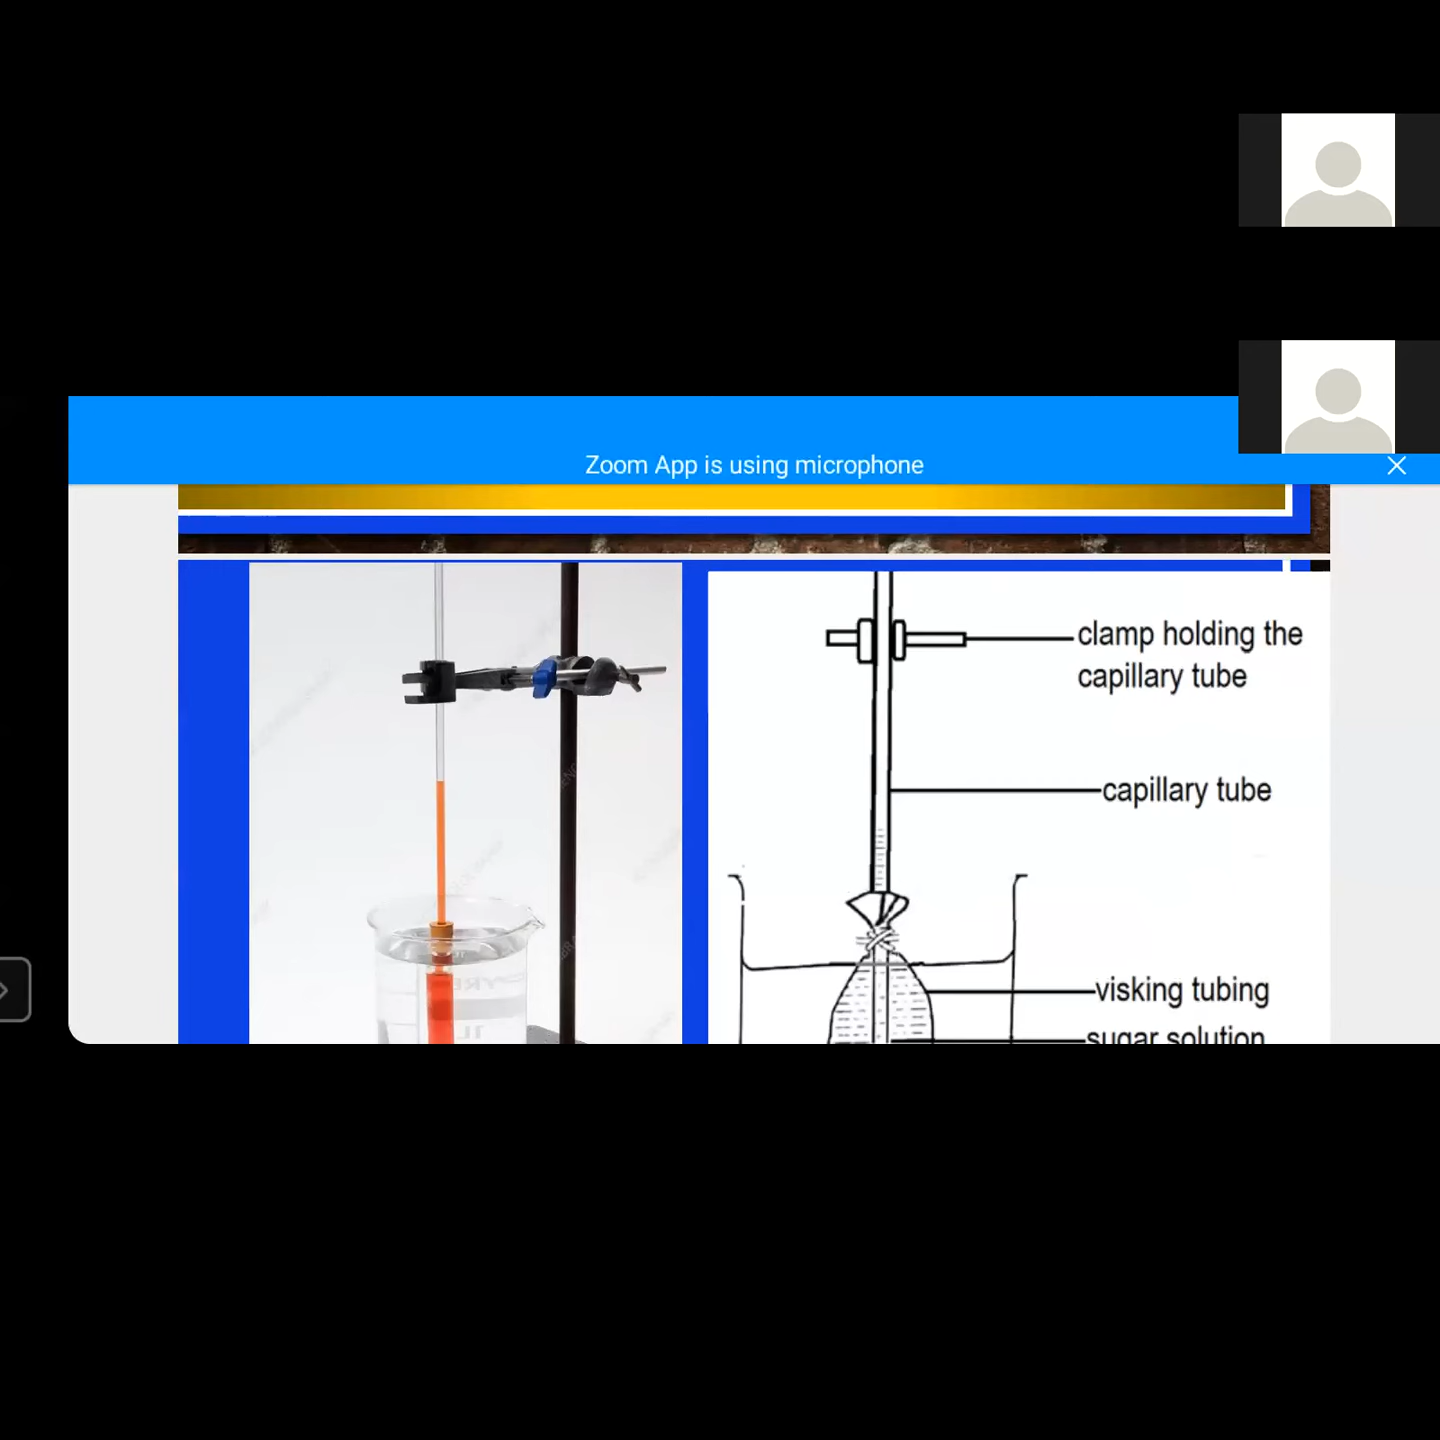 Zoom App is using microphone
clamp holding the
capillary tube
capillary tube
visking tubing
sugar solution